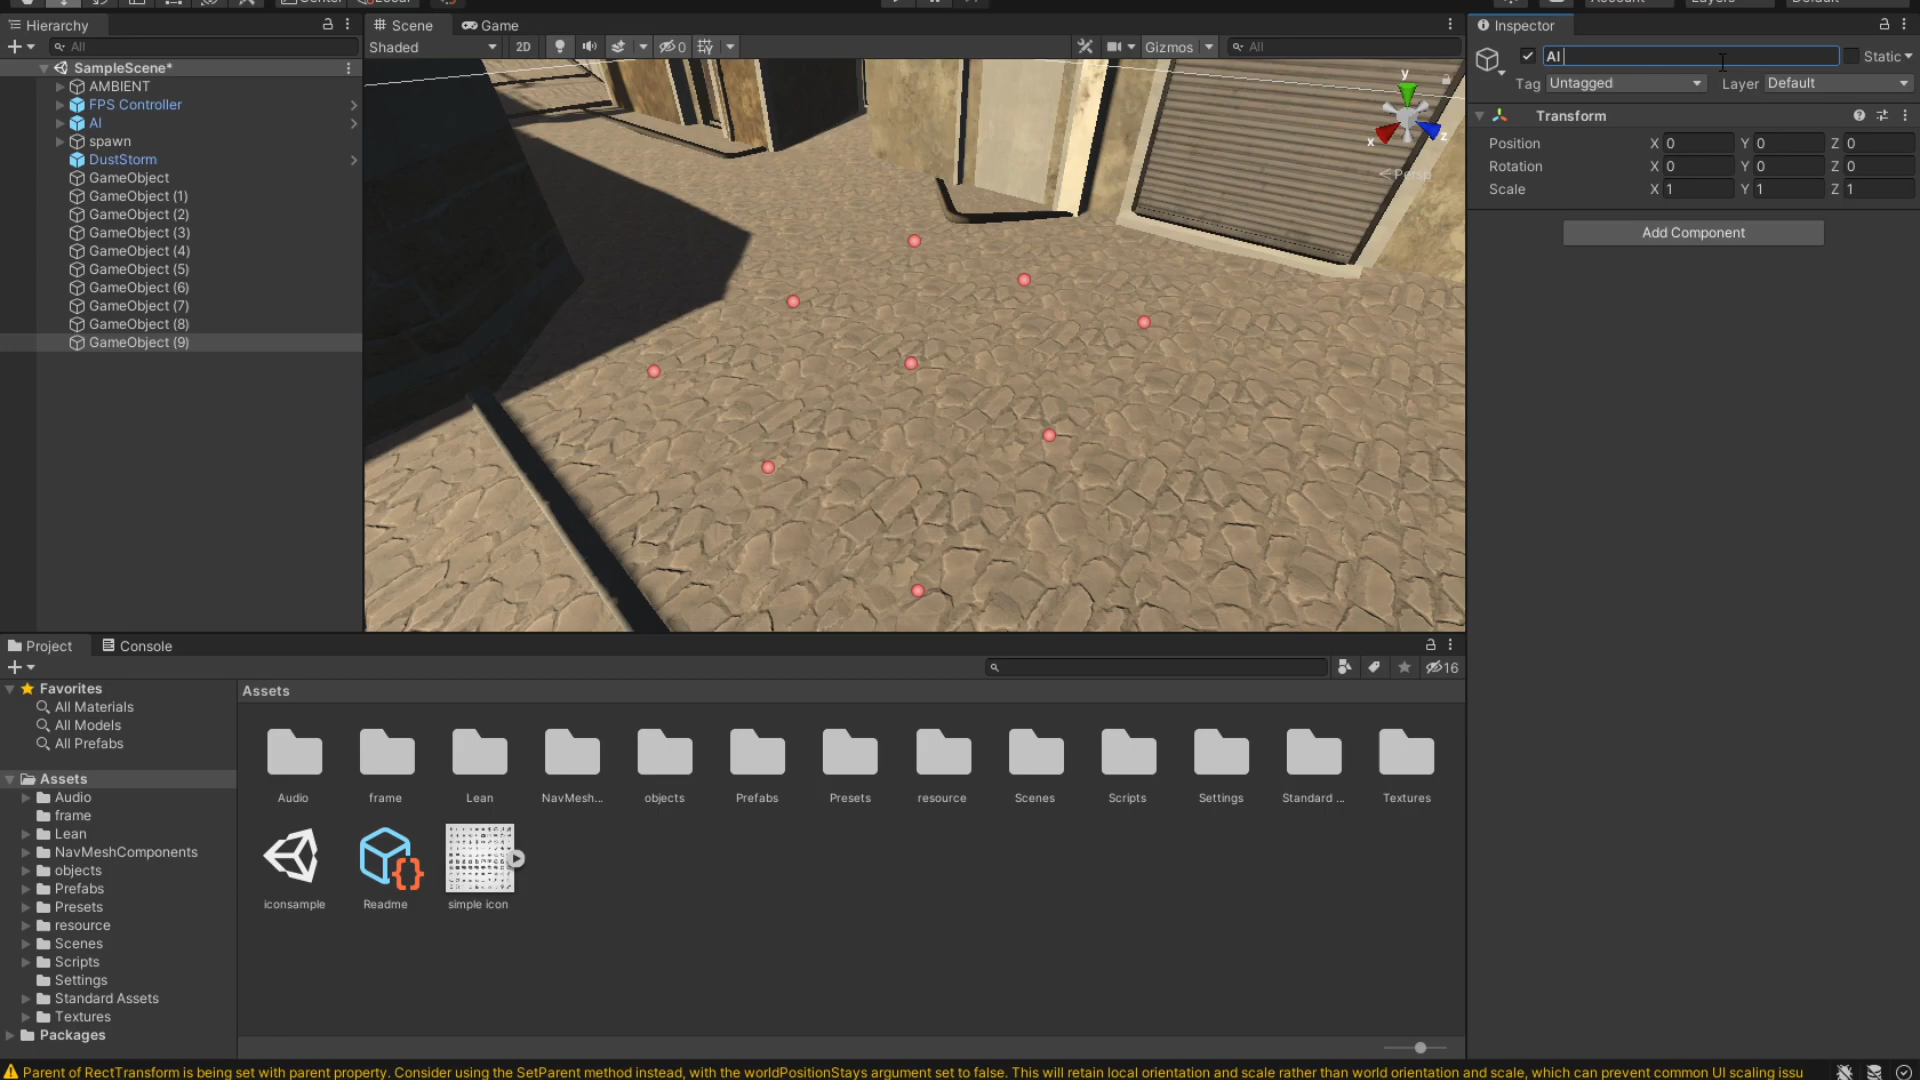 Center
Local
Account
Layers
Default
Hierarchy
All
SampleScene*
AMBIENT
FPS Controller
AI
spawn
DustStorm
GameObject
GameObject (1)
GameObject (2)
GameObject (3)
GameObject (4)
GameObject (5)
GameObject (6)
GameObject (7)
GameObject (8)
GameObject (9)
Scene
Game
Shaded
2D
0
Gizmos
All
y
x
z
Persp
Inspector
AI
Static
Tag Untagged
Layer Default
Transform
Position X 0 Y 0 Z 0
Rotation X 0 Y 0 Z 0
Scale X 1 Y 1 Z 1
Add Component
Project
Console
16
Favorites
All Materials
All Models
All Prefabs
Assets
Audio
frame
Lean
NavMeshComponents
objects
Prefabs
Presets
resource
Scenes
Scripts
Settings
Standard Assets
Textures
Packages
Assets
Audio
frame
Lean
NavMesh...
objects
Prefabs
Presets
resource
Scenes
Scripts
Settings
Standard ...
Textures
iconsample
Readme
simple icon
Parent of RectTransform is being set with parent property. Consider using the SetParent method instead, with the worldPositionStays argument set to false. This will retain local orientation and scale rather than world orientation and scale, which can prevent common UI scaling issu